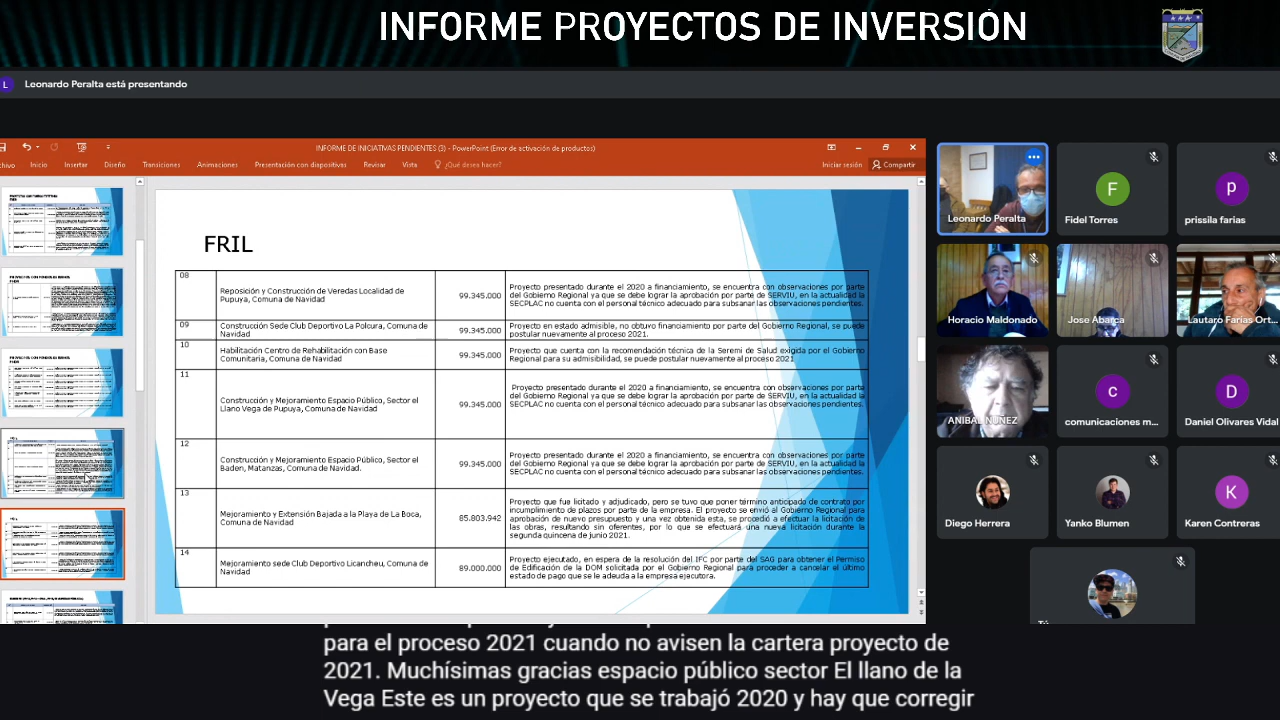 INFORME PROYECTOS DE INVERSIÓN
L
Leonardo Peralta está presentando
INFORME DE INICIATIVAS PENDIENTES (3) - PowerPoint (Error de activación de productos)
Inicio
Insertar
Diseño
Transiciones
Animaciones
Presentación con diapositivas
Revisar
Vista
¿Qué desea hacer?
Iniciar sesión
Compartir
FRIL
08
Reposición y Construcción de Veredas Localidad de
Pupuya, Comuna de Navidad
99.345.000
Proyecto presentado durante el 2020 a financiamiento, se encuentra con observaciones por parte
del Gobierno Regional ya que se debe lograr la aprobación por parte de SERVIU, en la actualidad la
SECPLAC no cuenta con el personal técnico adecuado para subsanar las observaciones pendientes.
09
Construcción Sede Club Deportivo La Polcura, Comuna de
Navidad
99.345.000
Proyecto en estado admisible, no obtuvo financiamiento por parte del Gobierno Regional, se puede
postular nuevamente al proceso 2021.
10
Habilitación Centro de Rehabilitación con Base
Comunitaria, Comuna de Navidad
99.345.000
Proyecto que cuenta con la recomendación técnica de la Seremi de Salud exigida por el Gobierno
Regional para su admisibilidad, se puede postular nuevamente al proceso 2021
11
Construcción y Mejoramiento Espacio Público, Sector el
Llano Vega de Pupuya, Comuna de Navidad
99.345.000
Proyecto presentado durante el 2020 a financiamiento, se encuentra con observaciones por parte
del Gobierno Regional ya que se debe lograr la aprobación por parte de SERVIU, en la actualidad la
SECPLAC no cuenta con el personal técnico adecuado para subsanar las observaciones pendientes.
12
Construcción y Mejoramiento Espacio Público, Sector el
Baden, Matanzas, Comuna de Navidad.
99.345.000
Proyecto presentado durante el 2020 a financiamiento, se encuentra con observaciones por parte
del Gobierno Regional ya que se debe lograr la aprobación por parte de SERVIU, en la actualidad la
SECPLAC no cuenta con el personal técnico adecuado para subsanar las observaciones pendientes.
13
Mejoramiento y Extensión Bajada a la Playa de La Boca,
Comuna de Navidad
85.803.942
Proyecto que fue licitado y adjudicado, pero se tuvo que poner término anticipado de contrato por
incumplimiento de plazos por parte de la empresa. El proyecto se envió al Gobierno Regional para
aprobación de nuevo presupuesto y una vez obtenida esta, se procedió a efectuar la licitación de
las obras, resultando sin oferentes, por lo que se efectuará una nueva licitación durante la
segunda quincena de junio 2021.
14
Mejoramiento sede Club Deportivo Licancheu, Comuna de
Navidad
89.000.000
Proyecto ejecutado, en espera de la resolución del IFC por parte del SAG para obtener el Permiso
de Edificación de la DOM solicitada por el Gobierno Regional para proceder a cancelar el último
estado de pago que se le adeuda a la empresa ejecutora.
Leonardo Peralta
F
Fidel Torres
p
prissila farias
Horacio Maldonado
Jose Abarca
Lautaro Farías Ort...
ANIBAL NUÑEZ
c
comunicaciones m...
D
Daniel Olivares Vidal
Diego Herrera
Yanko Blumen
K
Karen Contreras
Tú
para el proceso 2021 cuando no avisen la cartera proyecto de
2021. Muchísimas gracias espacio público sector El llano de la
Vega Este es un proyecto que se trabajó 2020 y hay que corregir